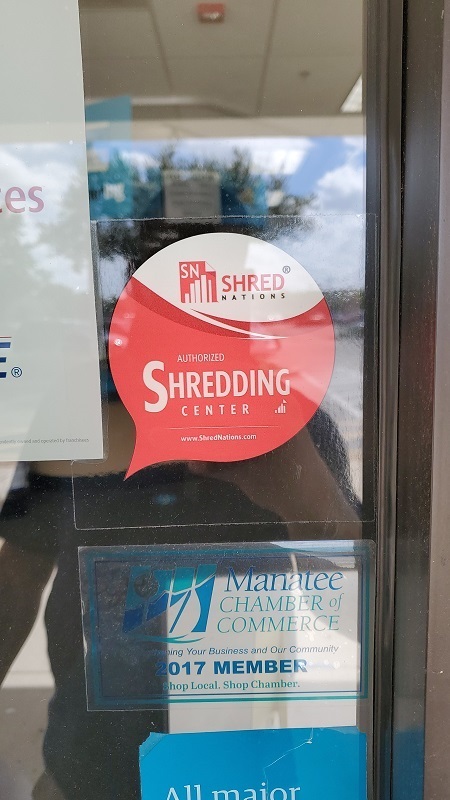 ces
E®
SN SHRED®
NATIONS
AUTHORIZED
SHREDDING
CENTER
www.ShredNations.com
Manatee
CHAMBER of
COMMERCE
Your Business and Our Community
2017 MEMBER
Shop Local. Shop Chamber.
All major